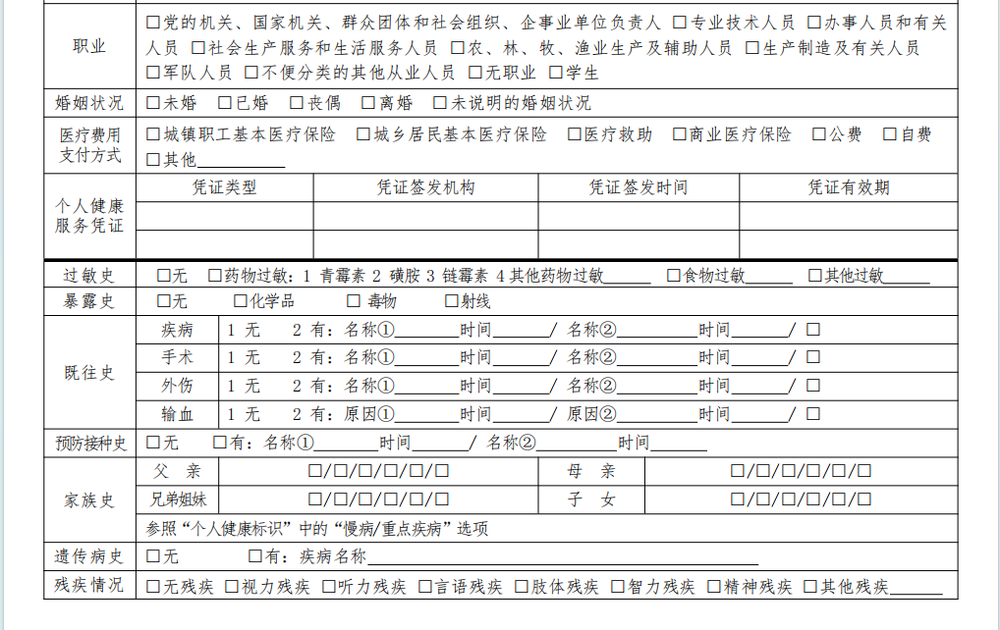 职业 □党的机关、国家机关、群众团体和社会组织、企事业单位负责人 □专业技术人员 □办事人员和有关
人员 □社会生产服务和生活服务人员 □农、林、牧、渔业生产及辅助人员 □生产制造及有关人员
□军队人员 □不便分类的其他从业人员 □无职业 □学生
婚姻状况 □未婚 □已婚 □丧偶 □离婚 □未说明的婚姻状况
医疗费用
支付方式
□城镇职工基本医疗保险 □城乡居民基本医疗保险 □医疗救助 □商业医疗保险 □公费 □自费
□其他__________
个人健康
服务凭证
凭证类型 凭证签发机构 凭证签发时间 凭证有效期
过敏史 □无 □药物过敏：1 青霉素 2 磺胺 3 链霉素 4 其他药物过敏_____ □食物过敏_____ □其他过敏_____
暴露史 □无 □化学品 □ 毒物 □射线
既往史
疾病 1 无 2 有：名称①_______时间______/ 名称②________时间______/ □
手术 1 无 2 有：名称①_______时间______/ 名称②________时间______/ □
外伤 1 无 2 有：名称①_______时间______/ 名称②________时间______/ □
输血 1 无 2 有：原因①_______时间______/ 原因②________时间______/ □
预防接种史 □无 □有：名称①_______时间______/ 名称②________时间______
家族史
父 亲 □/□/□/□/□/□ 母 亲 □/□/□/□/□/□
兄弟姐妹 □/□/□/□/□/□ 子 女 □/□/□/□/□/□
参照“个人健康标识”中的“慢病/重点疾病”选项
遗传病史 □无 □有：疾病名称________________________________________
残疾情况 □无残疾 □视力残疾 □听力残疾 □言语残疾 □肢体残疾 □智力残疾 □精神残疾 □其他残疾______